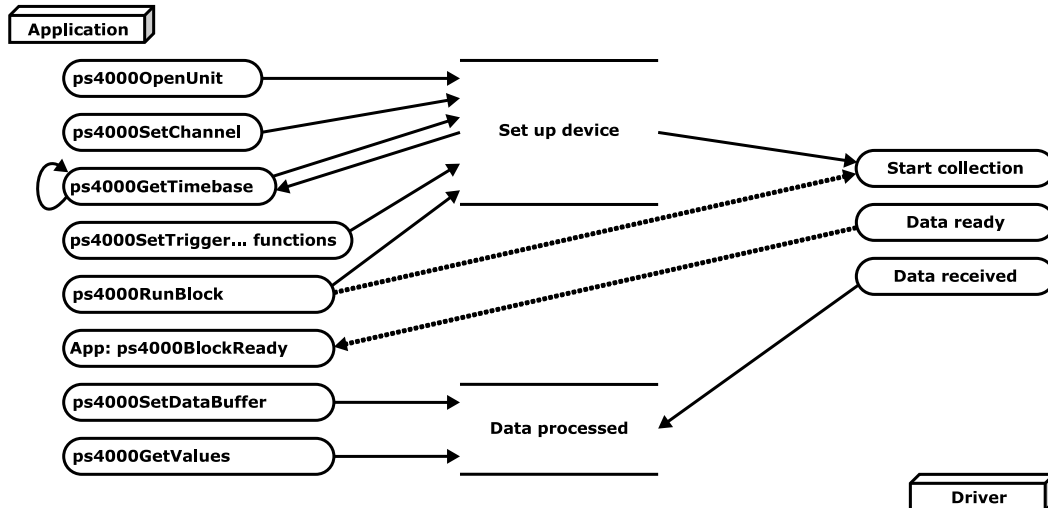 Application
ps4000OpenUnit
ps4000SetChannel
Set up device
ps4000GetTimebase
Start collection
ps4000SetTrigger... functions
Data ready
ps4000RunBlock
Data received
App: ps4000BlockReady
ps4000SetDataBuffer
Data processed
ps4000GetValues
Driver